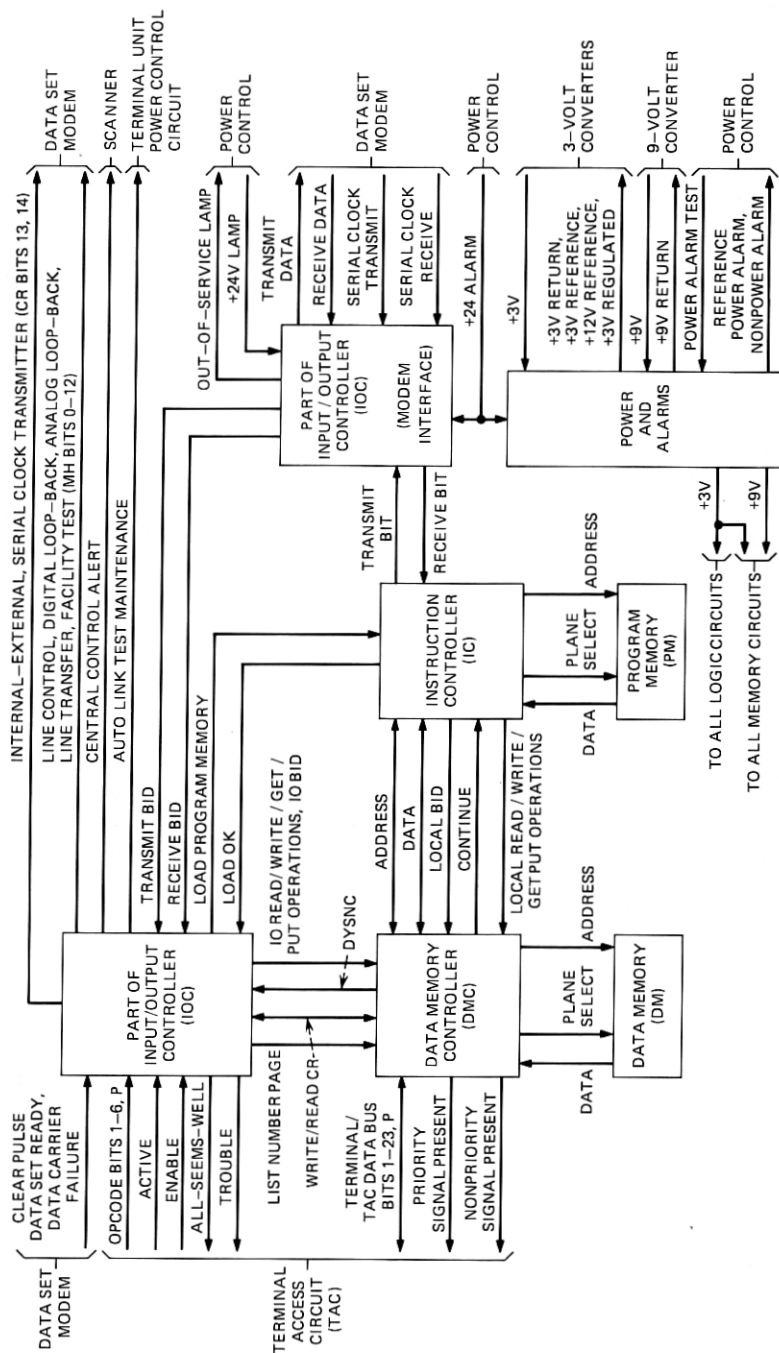 INTERNAL–EXTERNAL, SERIAL CLOCK TRANSMITTER (CR BITS 13, 14)
LINE CONTROL, DIGITAL LOOP–BACK, ANALOG LOOP–BACK,
LINE TRANSFER, FACILITY TEST (MH BITS 0–12)
DATA SET
MODEM
CENTRAL CONTROL ALERT
SCANNER
AUTO LINK TEST MAINTENANCE
TERMINAL UNIT
POWER CONTROL
CIRCUIT
DATA SET
MODEM
CLEAR PULSE
DATA SET READY,
DATA CARRIER
FAILURE
TERMINAL
ACCESS
CIRCUIT
(TAC)
OPCODE BITS 1–6, P
ACTIVE
ENABLE
ALL–SEEMS–WELL
TROUBLE
PART OF
INPUT/OUTPUT
CONTROLLER
(IOC)
TRANSMIT BID
RECEIVE BID
LOAD PROGRAM MEMORY
LOAD OK
OUT–OF–SERVICE LAMP
+24V LAMP
POWER
CONTROL
PART OF
INPUT / OUTPUT
CONTROLLER
(IOC)
(MODEM
INTERFACE)
TRANSMIT
DATA
RECEIVE DATA
SERIAL CLOCK
TRANSMIT
SERIAL CLOCK
RECEIVE
DATA SET
MODEM
+24 ALARM
POWER
CONTROL
LIST NUMBER PAGE
WRITE/READ CR
DYSNC
IO READ/ WRITE / GET /
PUT OPERATIONS, IO BID
TERMINAL/
TAC DATA BUS
BITS 1–23, P
PRIORITY
SIGNAL PRESENT
NONPRIORITY
SIGNAL PRESENT
DATA MEMORY
CONTROLLER
(DMC)
ADDRESS
DATA
LOCAL BID
CONTINUE
LOCAL READ / WRITE /
GET PUT OPERATIONS
INSTRUCTION
CONTROLLER
(IC)
TRANSMIT
BIT
RECEIVE BIT
DATA
PLANE
SELECT
ADDRESS
DATA MEMORY
(DM)
DATA
PLANE
SELECT
ADDRESS
PROGRAM
MEMORY
(PM)
POWER
AND
ALARMS
+3V
+3V RETURN,
+3V REFERENCE,
+12V REFERENCE,
+3V REGULATED
3–VOLT
CONVERTERS
+9V
+9V RETURN
9–VOLT
CONVERTER
POWER ALARM TEST
REFERENCE
POWER ALARM,
NONPOWER ALARM
POWER
CONTROL
+3V
+9V
TO ALL LOGIC CIRCUITS
TO ALL MEMORY CIRCUITS